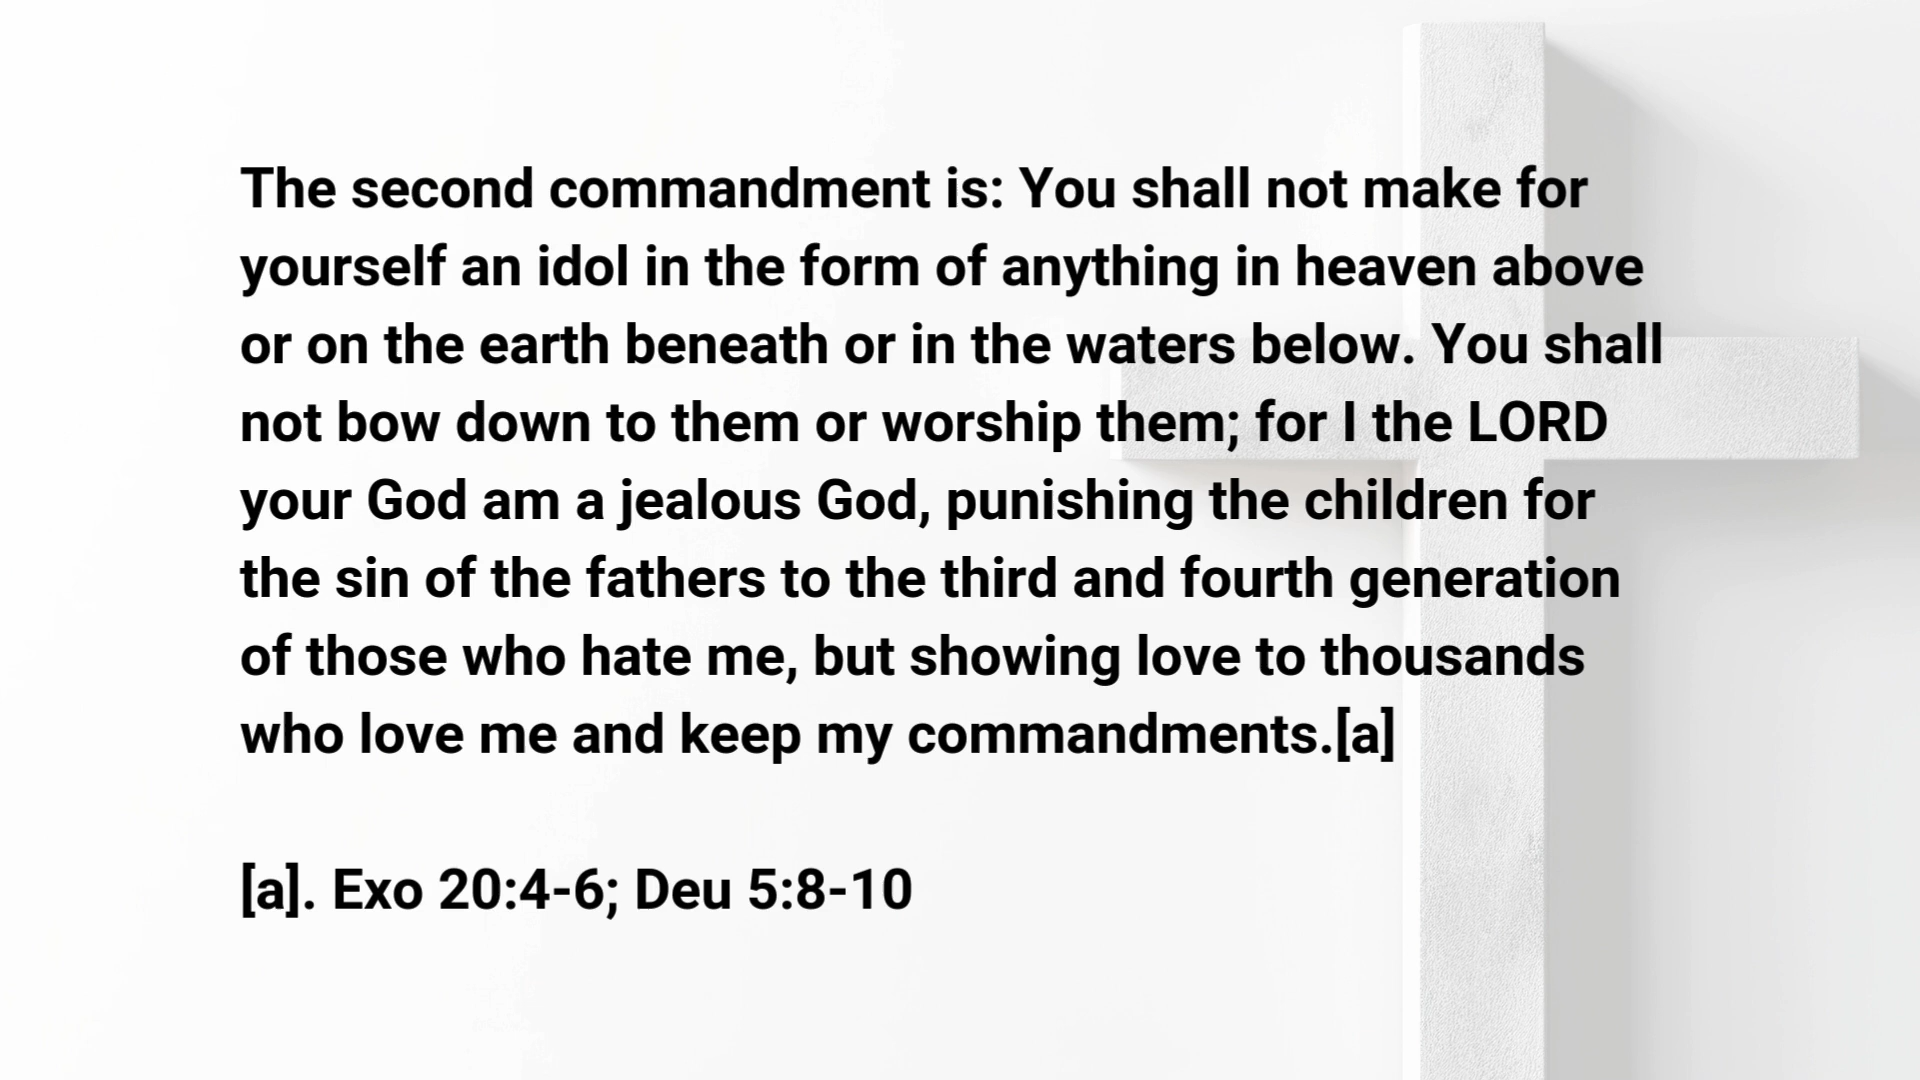 The second commandment is: You shall not make for
yourself an idol in the form of anything in heaven above
or on the earth beneath or in the waters below. You shall
not bow down to them or worship them; for I the LORD
your God am a jealous God, punishing the children for
the sin of the fathers to the third and fourth generation
of those who hate me, but showing love to thousands
who love me and keep my commandments.[a]
[a]. Exo 20:4-6; Deu 5:8-10